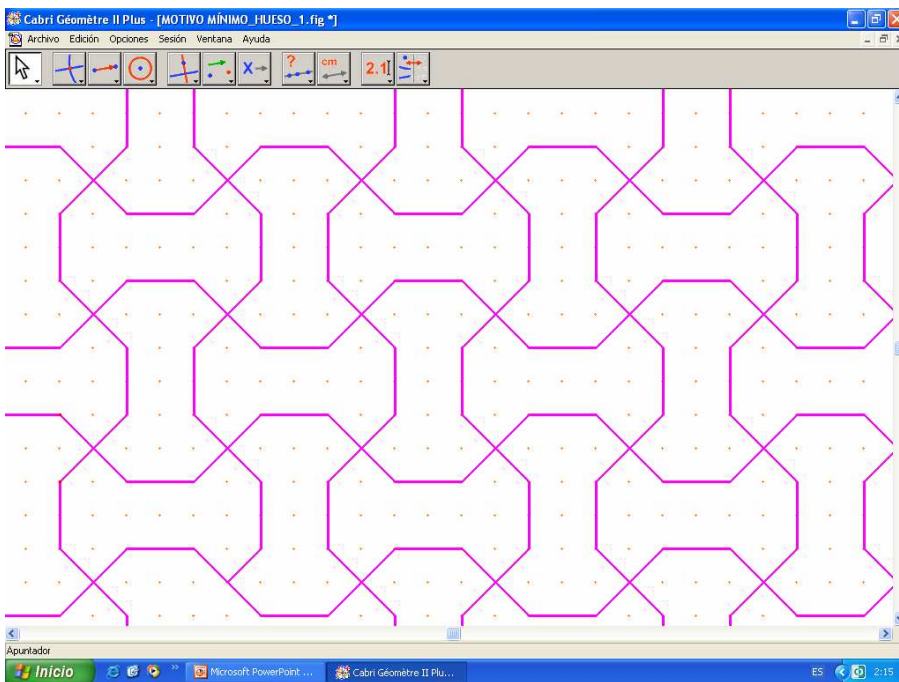 Cabri Géomètre II Plus - [MOTIVO MÍNIMO_HUESO_1.fig *]
Archivo Edición Opciones Sesión Ventana Ayuda
X ? cm 2.1
Apuntador
Inicio » Microsoft PowerPoint ... Cabri Géomètre II Plu... ES 2:15